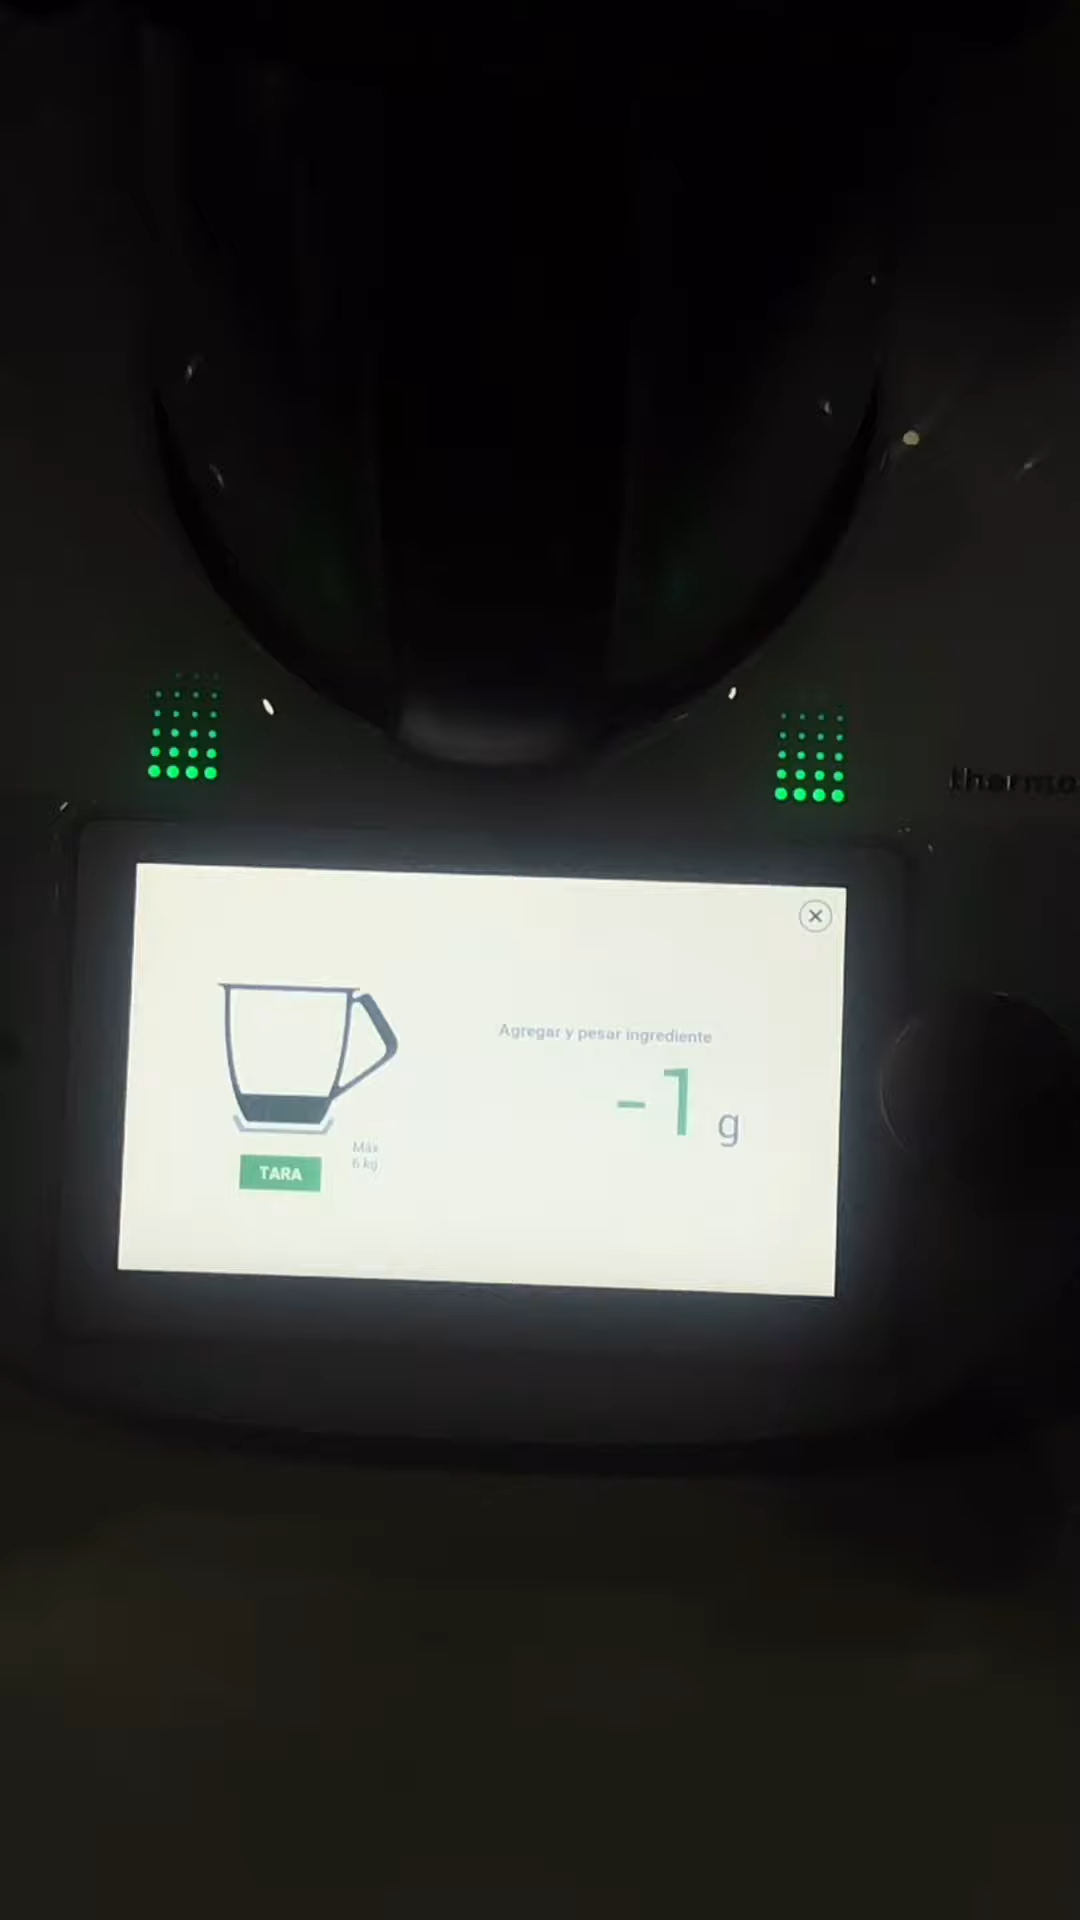 thermo
Agregar y pesar ingrediente
-1 g
Máx
6 kg
TARA